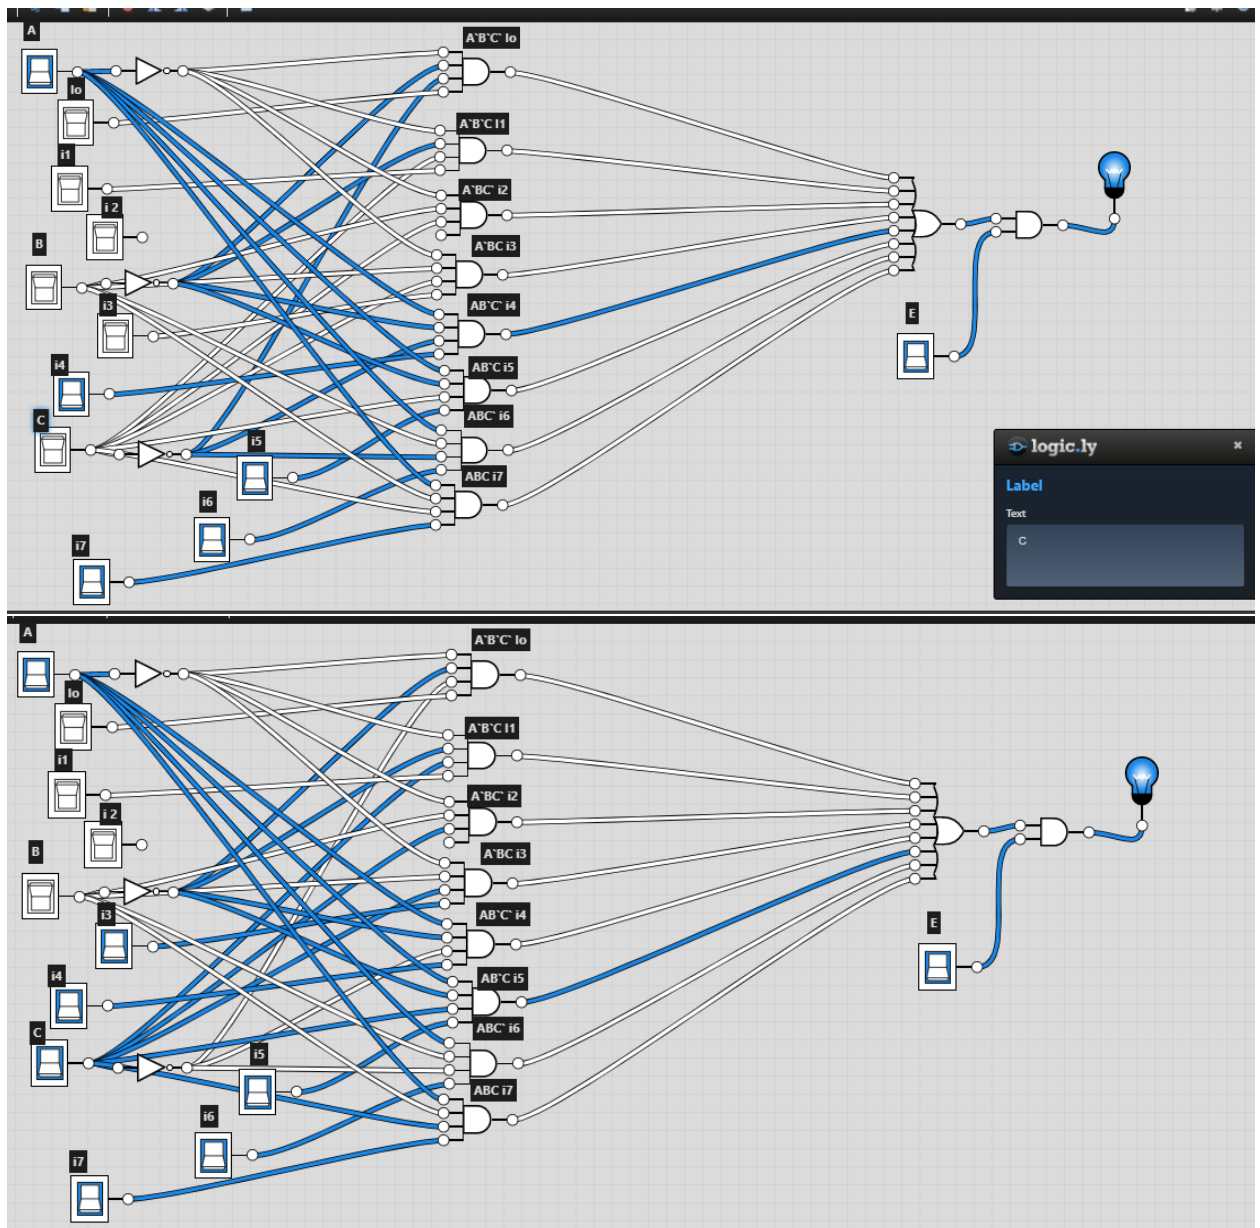 A
A`B`C` Io
Io
A`B`C I1
i1
A`BC` i2
i 2
B
A`BC i3
i3
AB`C` i4
E
i4
AB`C i5
C
ABC` i6
i5
logic.ly
ABC i7
Label
i6
Text
C
i7
A
A`B`C` Io
Io
A`B`C I1
i1
A`BC` i2
i 2
B
A`BC i3
i3
AB`C` i4
E
i4
AB`C i5
C
ABC` i6
i5
ABC i7
i6
i7